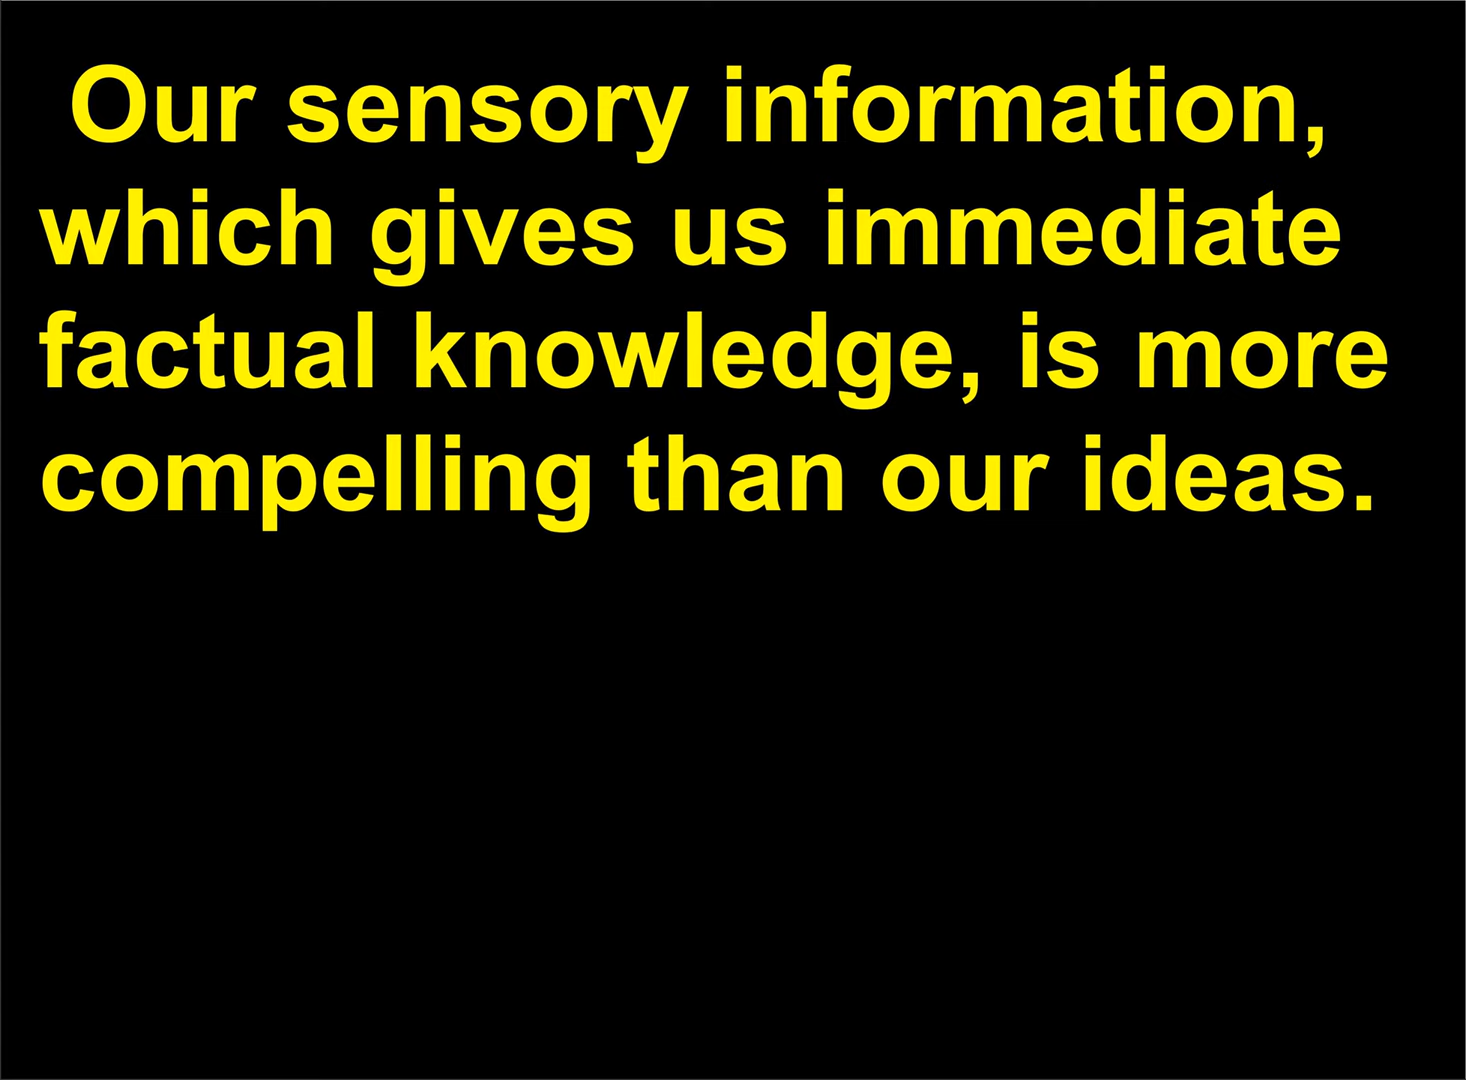 Our sensory information,
which gives us immediate
factual knowledge, is more
compelling than our ideas.